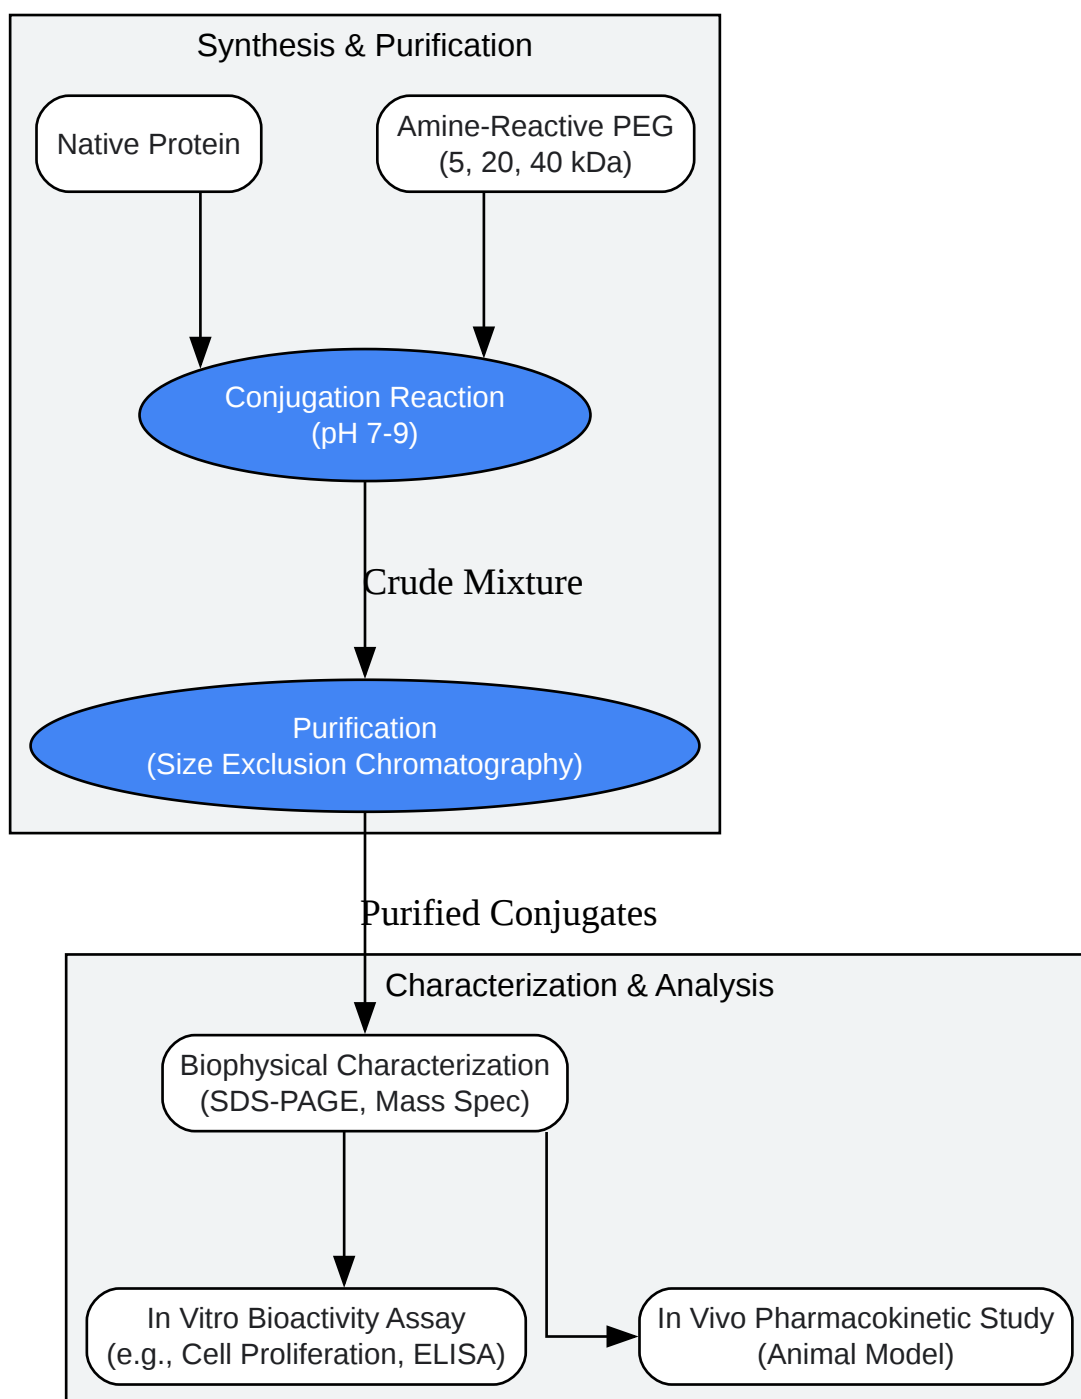 Synthesis & Purification
Native Protein
Amine-Reactive PEG
(5, 20, 40 kDa)
Conjugation Reaction
(pH 7-9)
Crude Mixture
Purification
(Size Exclusion Chromatography)
Purified Conjugates
Characterization & Analysis
Biophysical Characterization
(SDS-PAGE, Mass Spec)
In Vitro Bioactivity Assay
(e.g., Cell Proliferation, ELISA)
In Vivo Pharmacokinetic Study
(Animal Model)